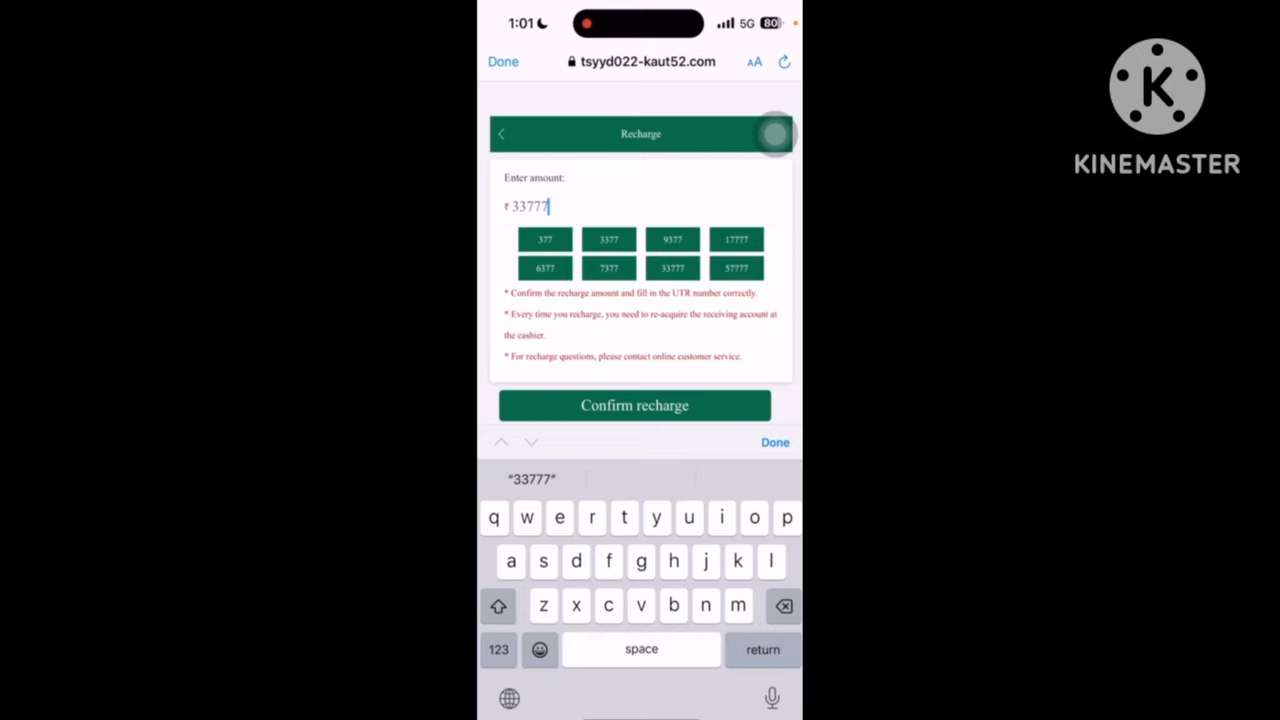 1:01
5G
80
Done
tsyyd022-kaut52.com
AA
Recharge
Enter amount:
₹ 33777
377 3377 9377 17777
6377 7377 33777 57777
* Confirm the recharge amount and fill in the UTR number correctly.
* Every time you recharge, you need to re-acquire the receiving account at
the cashier.
* For recharge questions, please contact online customer service.
Confirm recharge
Done
"33777"
q w e r t y u i o p
a s d f g h j k l
z x c v b n m
123 space return
K
KINEMASTER